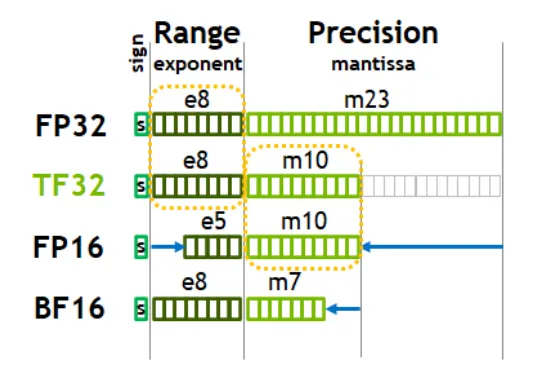 Range Precision
sign exponent mantissa
e8 m23
FP32 s
e8 m10
TF32 s
e5 m10
FP16 s
e8 m7
BF16 s